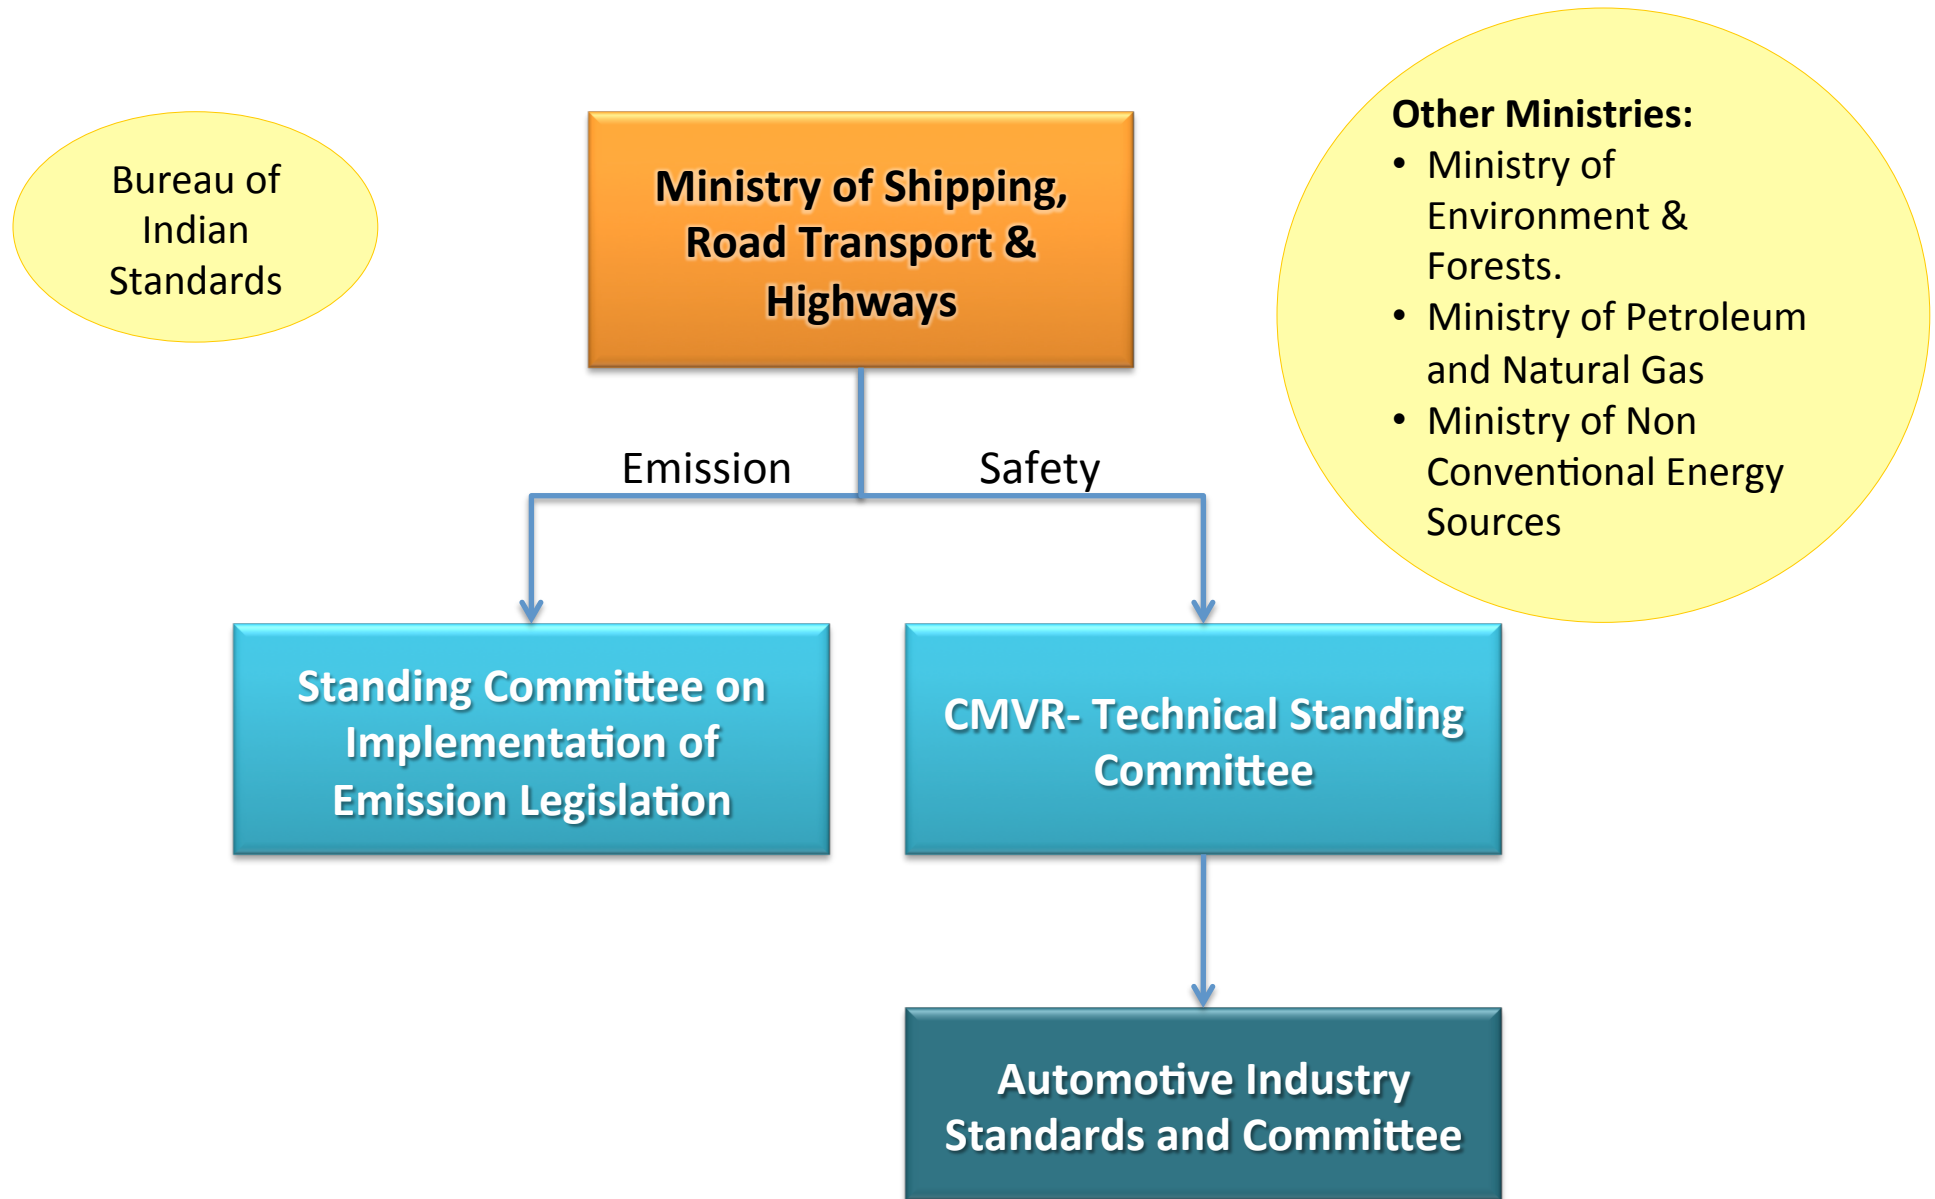 Bureau of
Indian
Standards
Ministry of Shipping,
Road Transport &
Highways
Other Ministries:
• Ministry of
Environment &
Forests.
• Ministry of Petroleum
and Natural Gas
• Ministry of Non
Conventional Energy
Sources
Emission
Safety
Standing Committee on
Implementation of
Emission Legislation
CMVR- Technical Standing
Committee
Automotive Industry
Standards and Committee